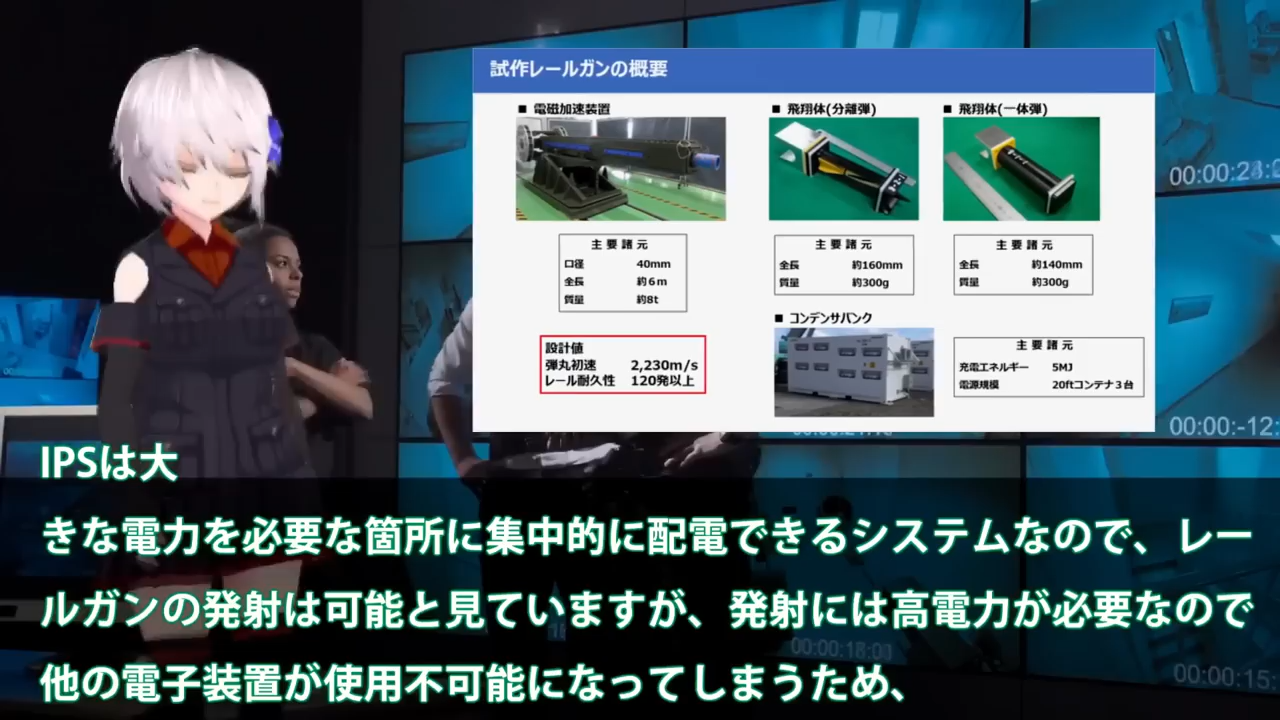 試作レールガンの概要
■ 電磁加速装置
■ 飛翔体(分離弾)
■ 飛翔体(一体弾)
主要諸元
口径 40mm
全長 約6m
質量 約8t
主要諸元
全長 約160mm
質量 約300g
主要諸元
全長 約140mm
質量 約300g
設計値
弾丸初速 2,230m/s
レール耐久性 120発以上
■ コンデンサバンク
主要諸元
充電エネルギー 5MJ
電源規模 20ftコンテナ3台
00:00:-12:
IPSは大
きな電力を必要な箇所に集中的に配電できるシステムなので、レー
ルガンの発射は可能と見ていますが、発射には高電力が必要なので
他の電子装置が使用不可能になってしまうため、
00:00:18:00
00:00:15: